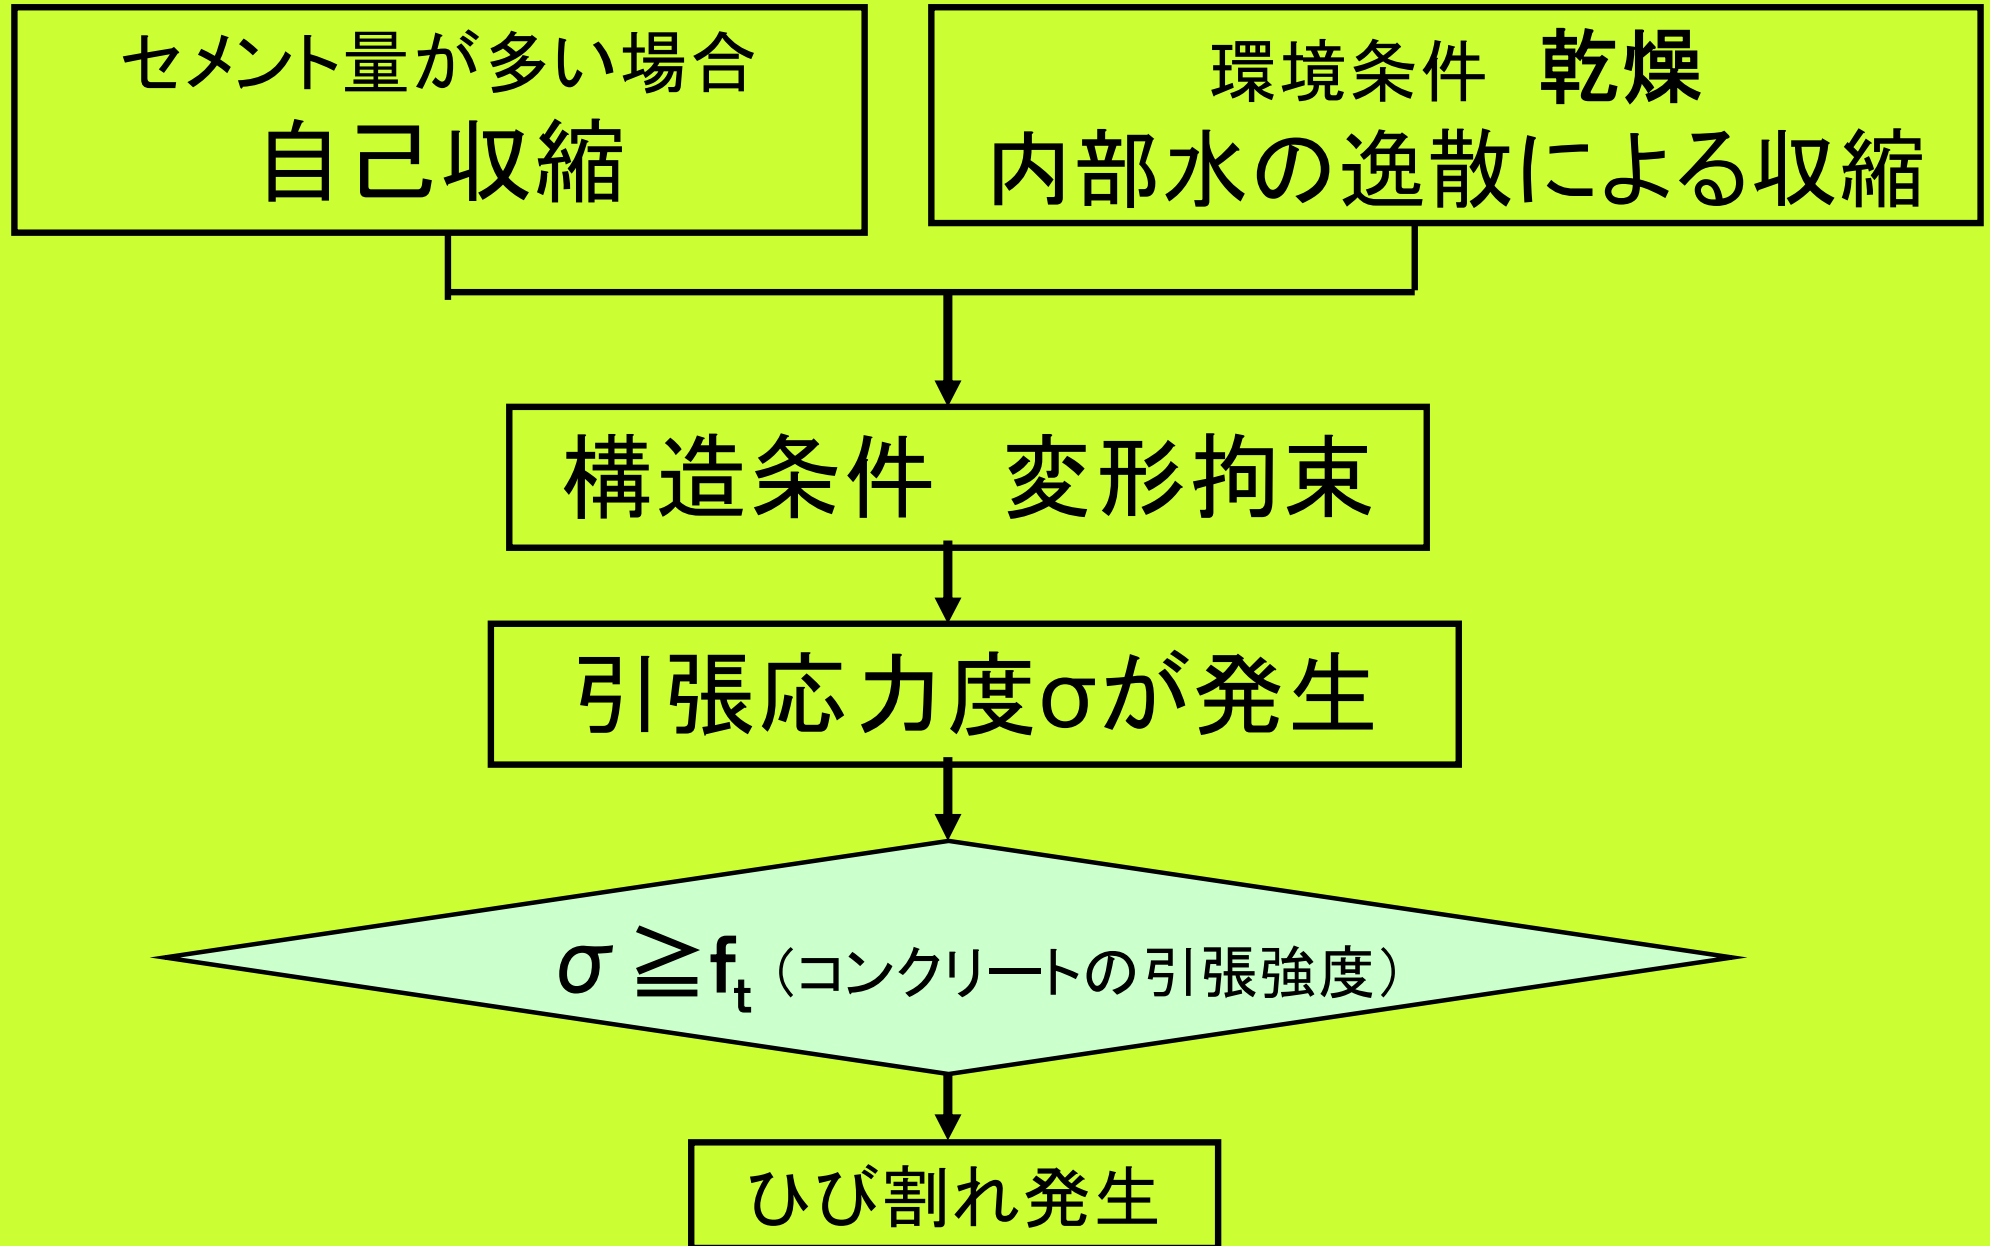 セメント量が多い場合
自己収縮
環境条件 乾燥
内部水の逸散による収縮
構造条件 変形拘束
引張応力度σが発生
σ ≧ft（コンクリートの引張強度）
ひび割れ発生